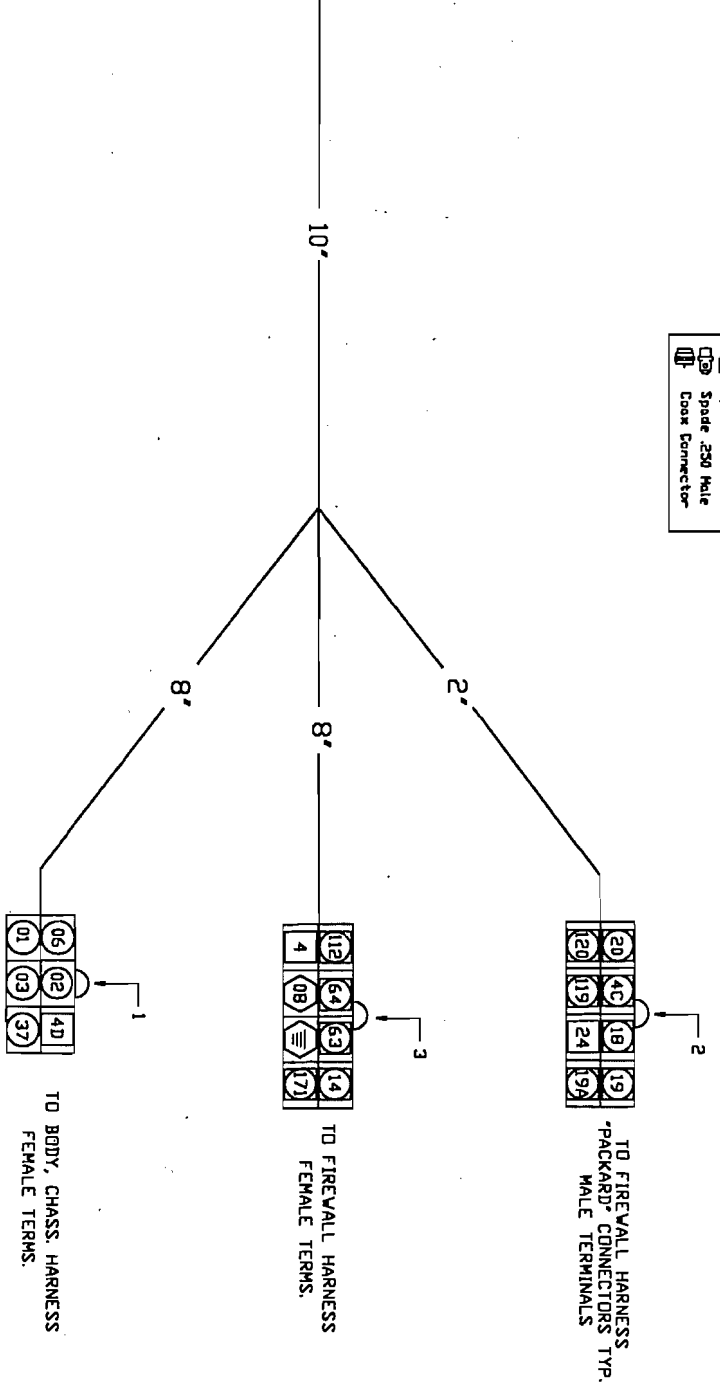 Spade .250 Male
Coax Connector
10"
2"
8"
8"
2
20 4C 18 19
120 119 24 19A
TO FIREWALL HARNESS
"PACKARD" CONNECTORS TYP.
MALE TERMINALS
3
112 64 63 14
4 0B 171
TO FIREWALL HARNESS
FEMALE TERMS.
1
06 02 4D
01 03 37
TO BODY, CHASS. HARNESS
FEMALE TERMS.